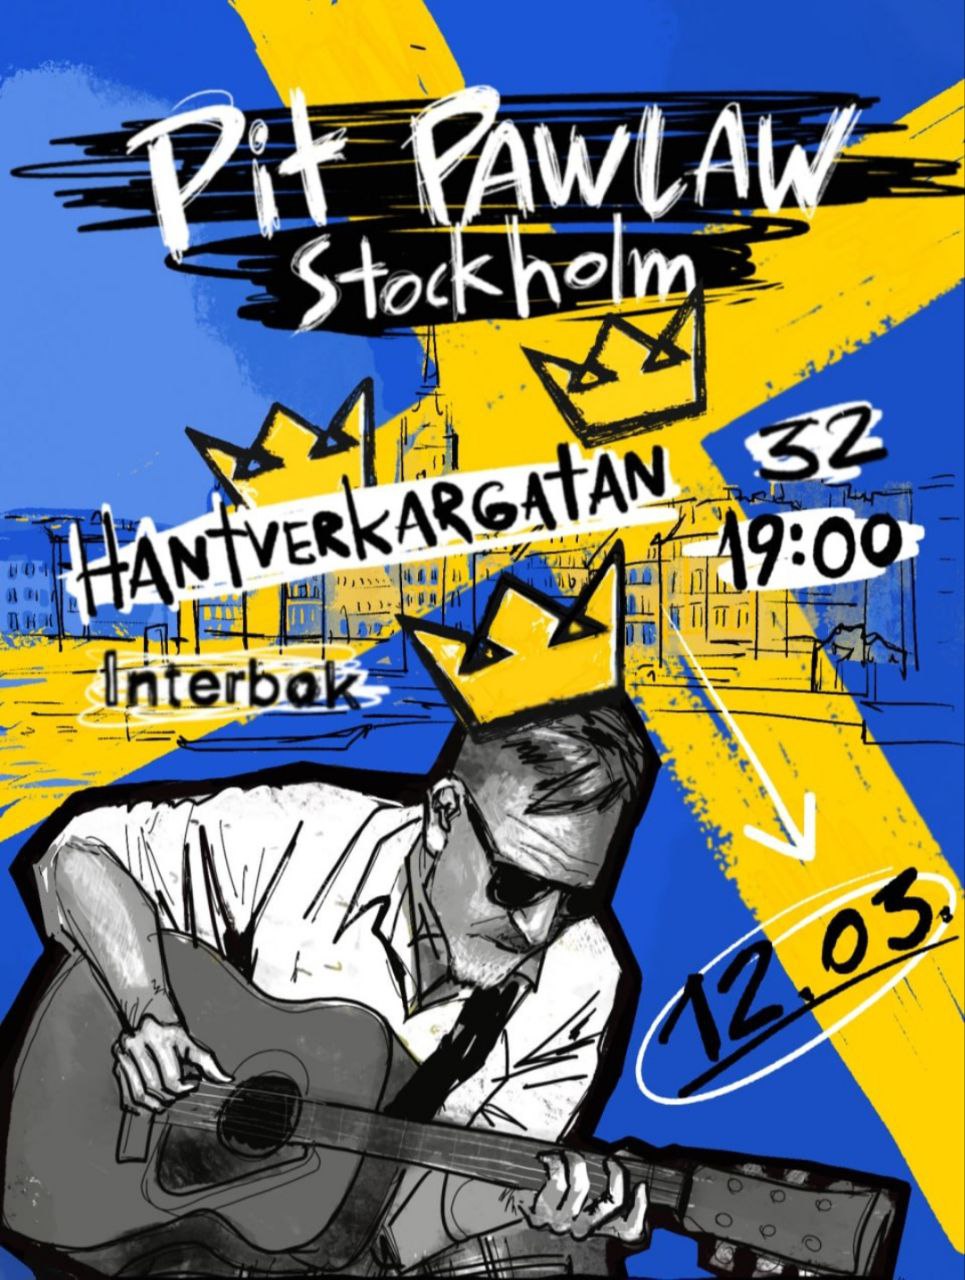 Pit PAWLAW
Stockholm
HANTVERKARGATAN 32
19:00
Interbok
12.03.